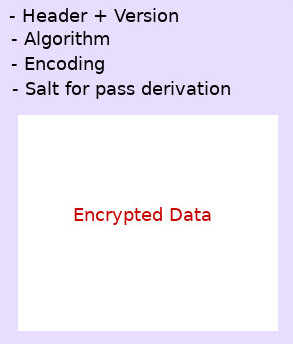 - Header + Version
- Algorithm
- Encoding
- Salt for pass derivation
Encrypted Data